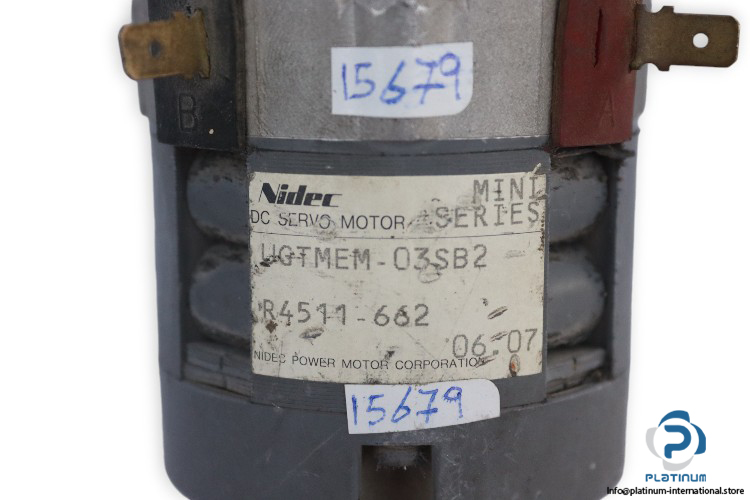 15679
B
A
Nidec
MINI
DC SERVO MOTOR
SERIES
UGTMEM-03SB2
R4511-662
06.07
NIDEC POWER MOTOR CORPORATION
15679
PLATINUM
info@platinum-international.store